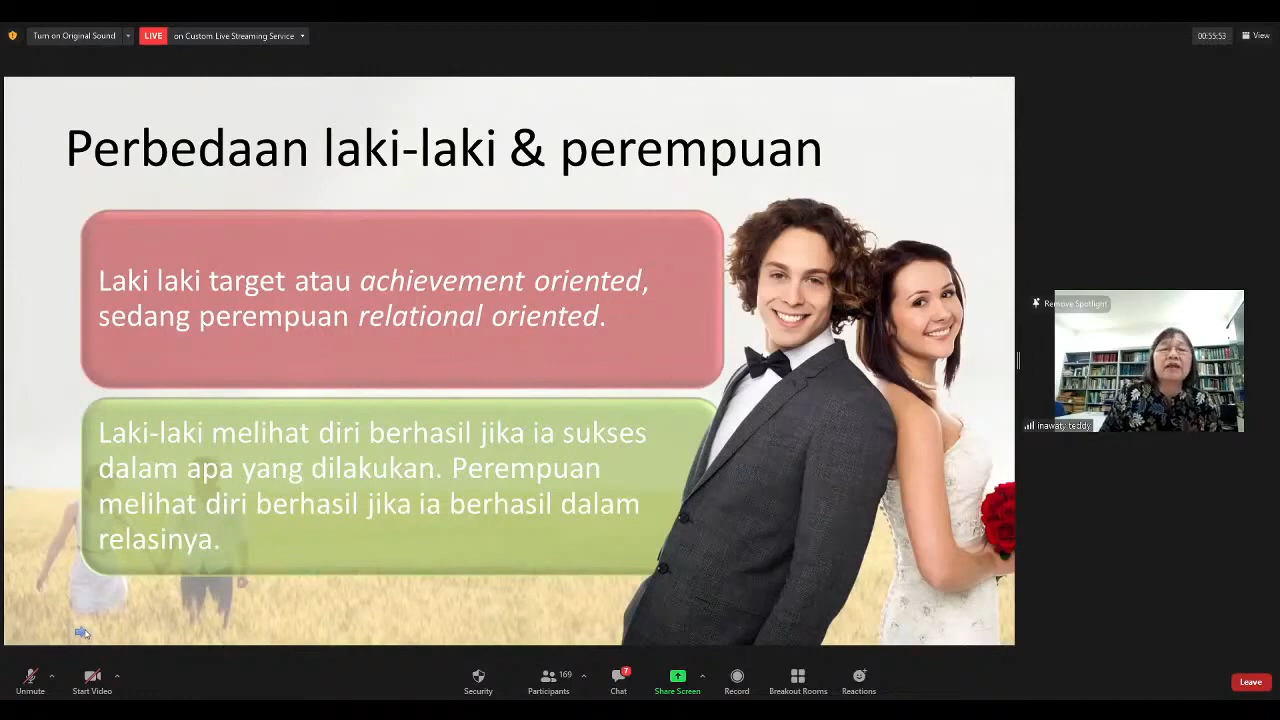 Turn on Original Sound
LIVE
on Custom Live Streaming Service
00:55:53
View
Perbedaan laki-laki & perempuan
Laki laki target atau achievement oriented,
sedang perempuan relational oriented.
Laki-laki melihat diri berhasil jika ia sukses
dalam apa yang dilakukan. Perempuan
melihat diri berhasil jika ia berhasil dalam
relasinya.
Remove Spotlight
inawaty teddy
Unmute
Start Video
Security
169
Participants
7
Chat
Share Screen
Record
Breakout Rooms
Reactions
Leave